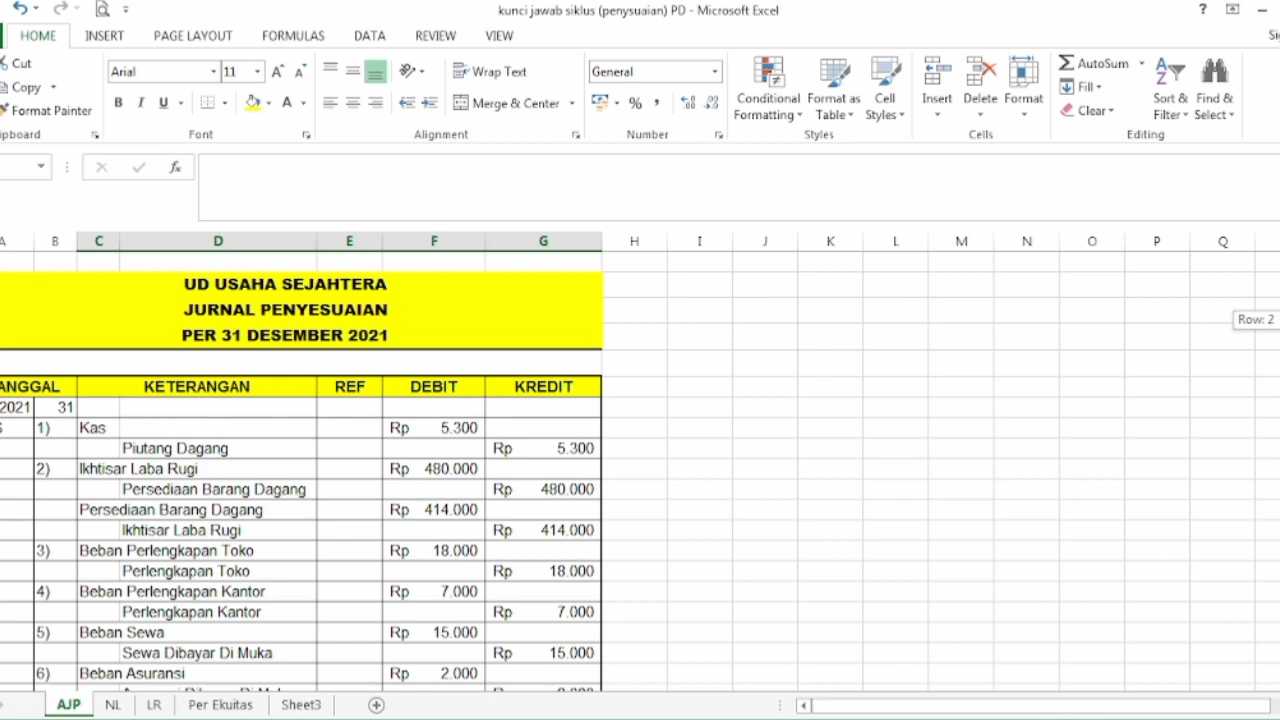 kunci jawab siklus (penysuaian) PD - Microsoft Excel
?
HOME INSERT PAGE LAYOUT FORMULAS DATA REVIEW VIEW
Cut
Copy
Format Painter
Arial 11
B I U A
Wrap Text
Merge & Center
General
%
Conditional Formatting
Format as Table
Cell Styles
Insert
Delete
Format
AutoSum
Fill
Clear
Sort & Filter
Find & Select
pboard Font Alignment Number Styles Cells Editing
fx
A B C D E F G H I J K L M N O P Q
UD USAHA SEJAHTERA
JURNAL PENYESUAIAN
PER 31 DESEMBER 2021
Row: 2
ANGGAL KETERANGAN REF DEBIT KREDIT
2021 31
1) Kas Rp 5.300
Piutang Dagang Rp 5.300
2) Ikhtisar Laba Rugi Rp 480.000
Persediaan Barang Dagang Rp 480.000
Persediaan Barang Dagang Rp 414.000
Ikhtisar Laba Rugi Rp 414.000
3) Beban Perlengkapan Toko Rp 18.000
Perlengkapan Toko Rp 18.000
4) Beban Perlengkapan Kantor Rp 7.000
Perlengkapan Kantor Rp 7.000
5) Beban Sewa Rp 15.000
Sewa Dibayar Di Muka Rp 15.000
6) Beban Asuransi Rp 2.000
AJP NL LR Per Ekuitas Sheet3